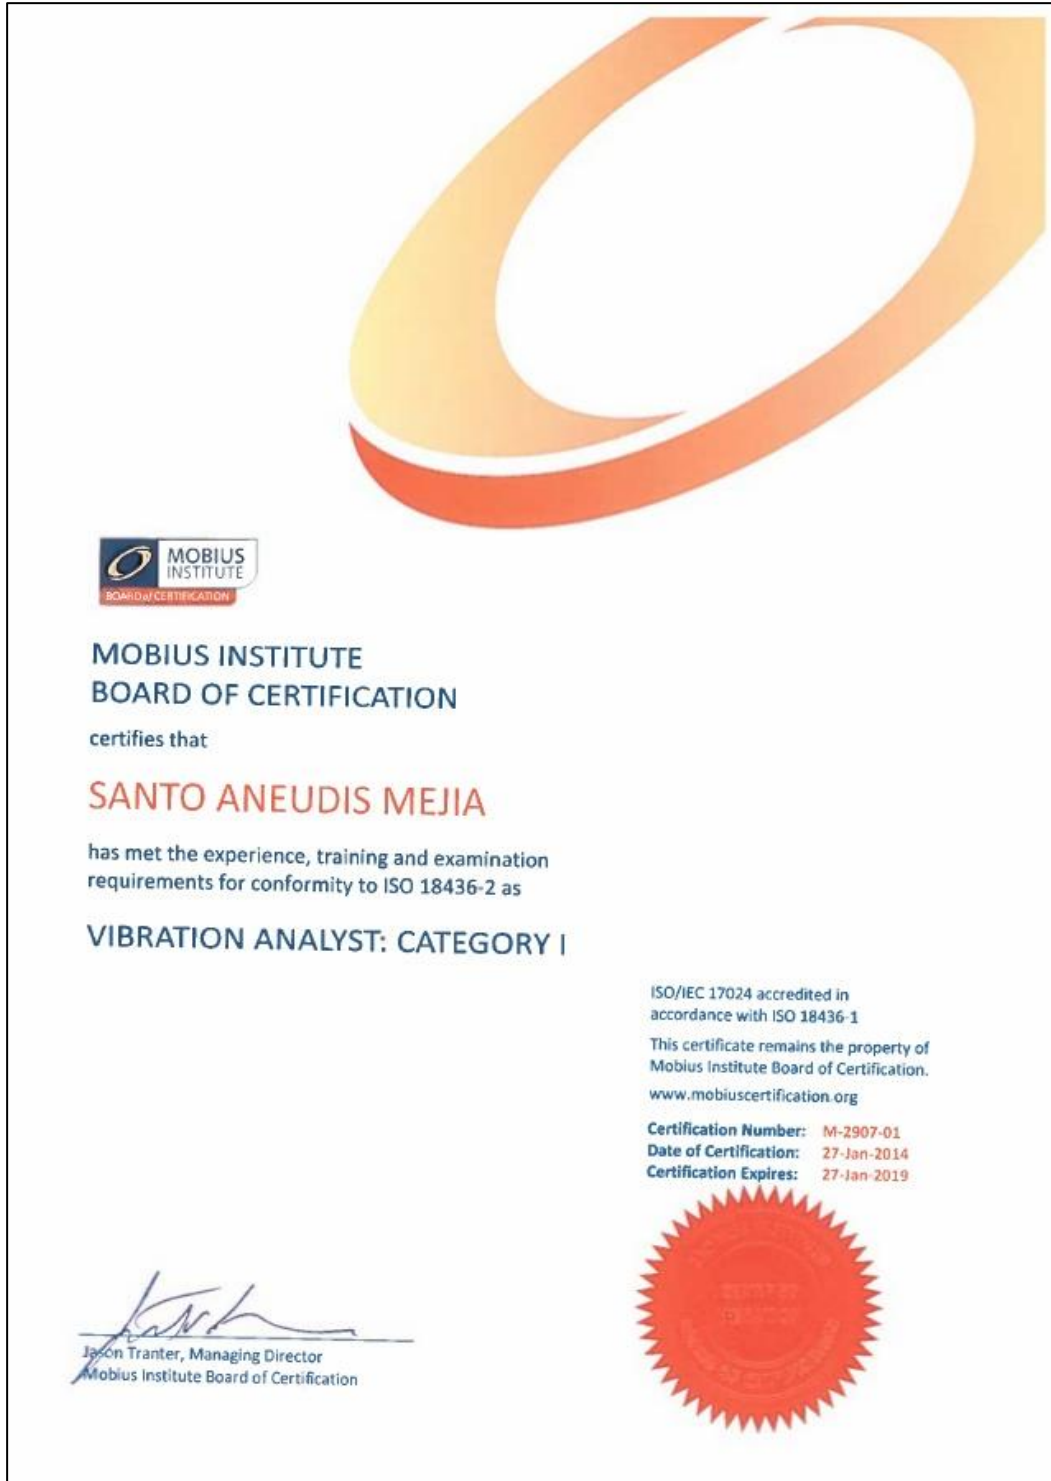 MOBIUS
INSTITUTE
BOARD of CERTIFICATION
MOBIUS INSTITUTE
BOARD OF CERTIFICATION
certifies that
SANTO ANEUDIS MEJIA
has met the experience, training and examination
requirements for conformity to ISO 18436-2 as
VIBRATION ANALYST: CATEGORY I
ISO/IEC 17024 accredited in
accordance with ISO 18436-1
This certificate remains the property of
Mobius Institute Board of Certification.
www.mobiuscertification.org
Certification Number: M-2907-01
Date of Certification: 27-Jan-2014
Certification Expires: 27-Jan-2019
Jason Tranter, Managing Director
Mobius Institute Board of Certification